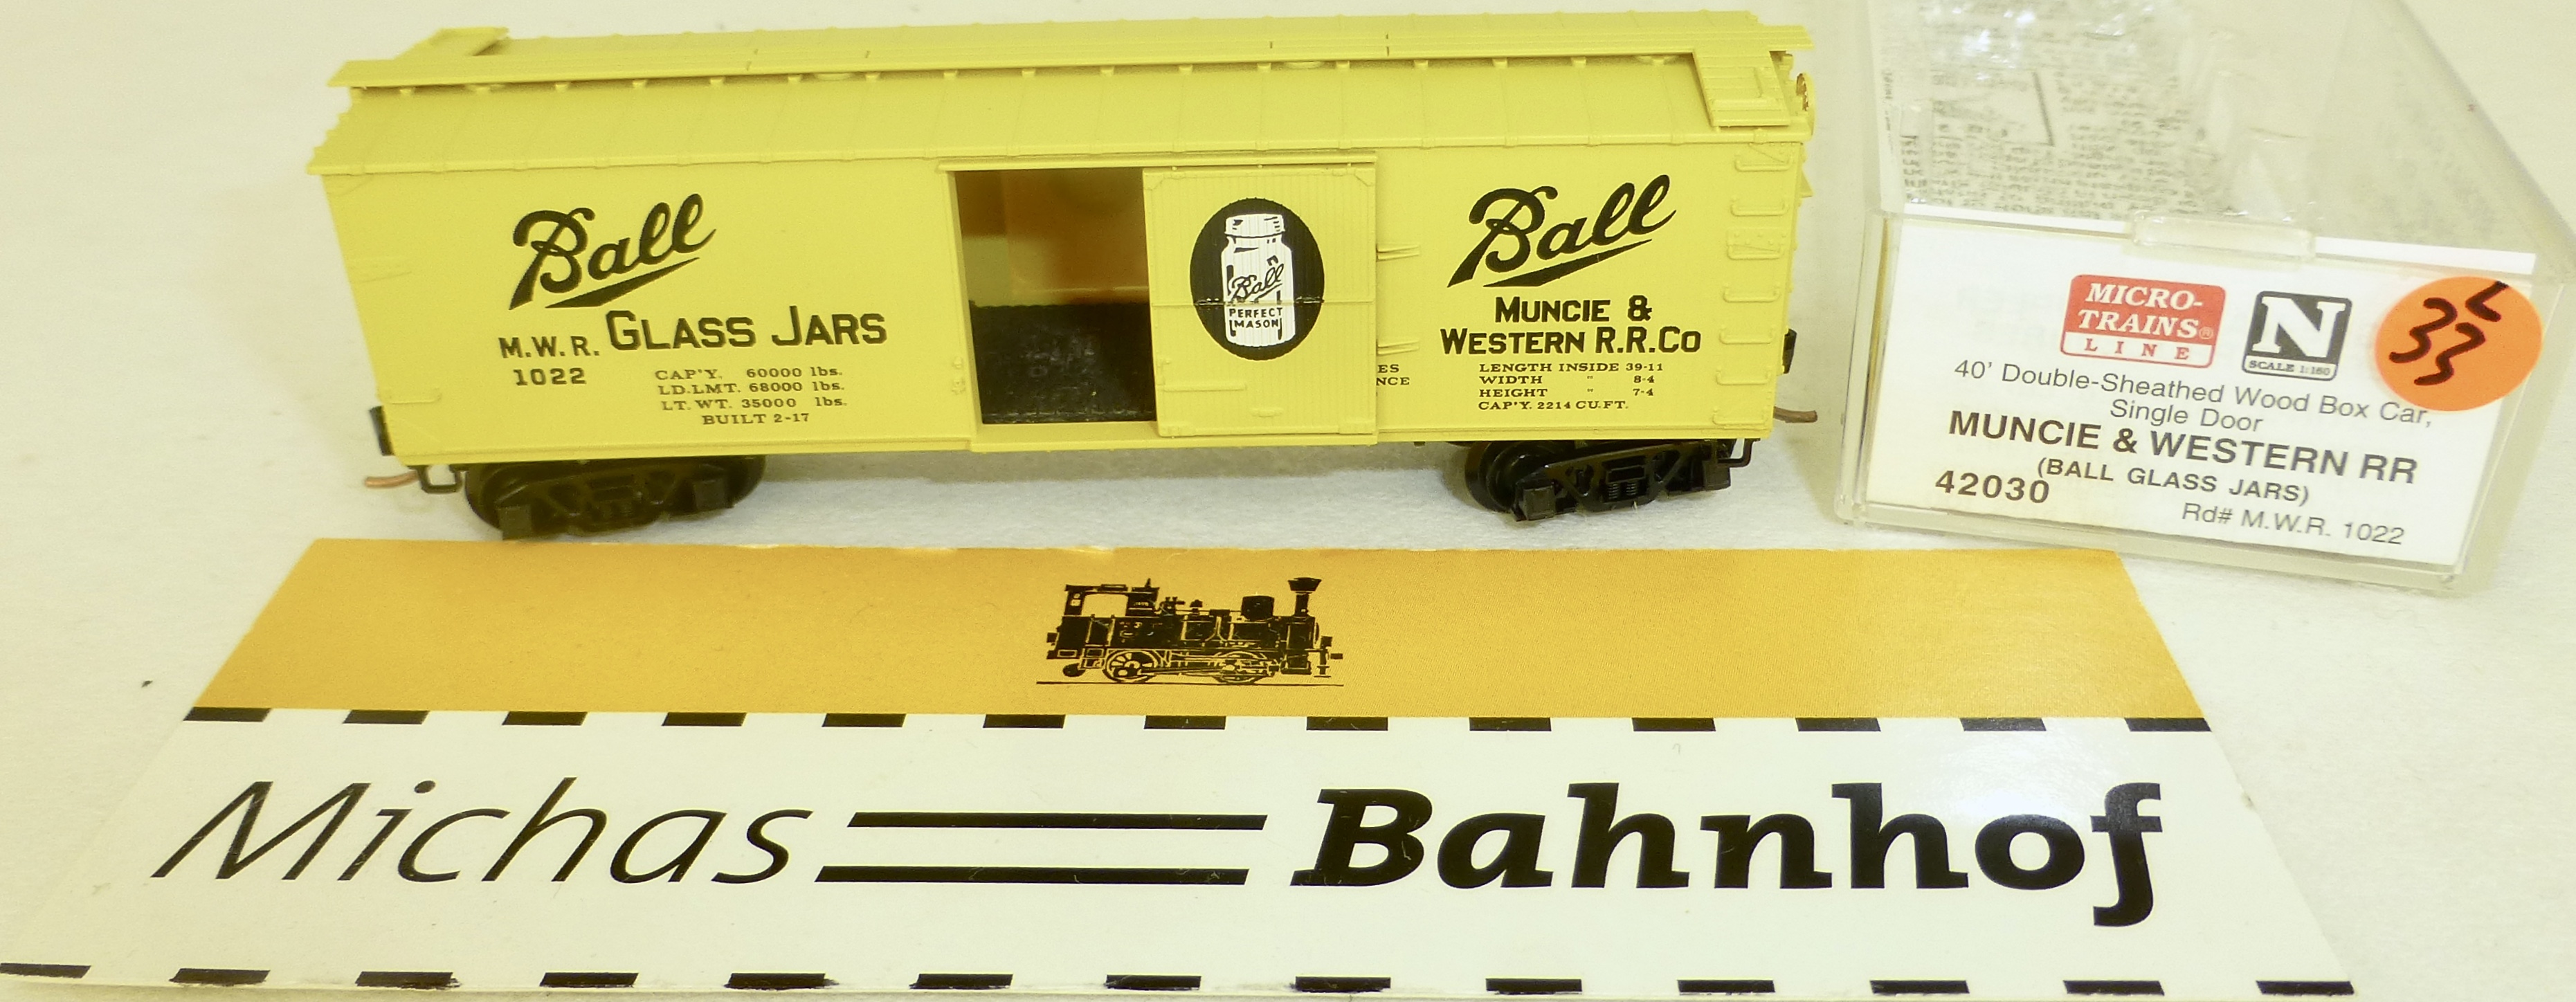 Ball
GLASS JARS
M.W.R.
1022
CAP'Y. 60000 lbs.
LD.LMT. 68000 lbs.
LT. WT. 35000 lbs.
BUILT 2-17
Ball
PERFECT
MASON
Ball
MUNCIE &
WESTERN R.R.CO
ES
NCE
LENGTH INSIDE 39-11
WIDTH " 8-4
HEIGHT " 7-4
CAP'Y. 2214 CU.FT.
MICRO-
TRAINS®
LINE
N
SCALE 1:160
33
40' Double-Sheathed Wood Box Car,
Single Door
MUNCIE & WESTERN RR
(BALL GLASS JARS)
42030
Rd# M.W.R. 1022
Michas Bahnhof